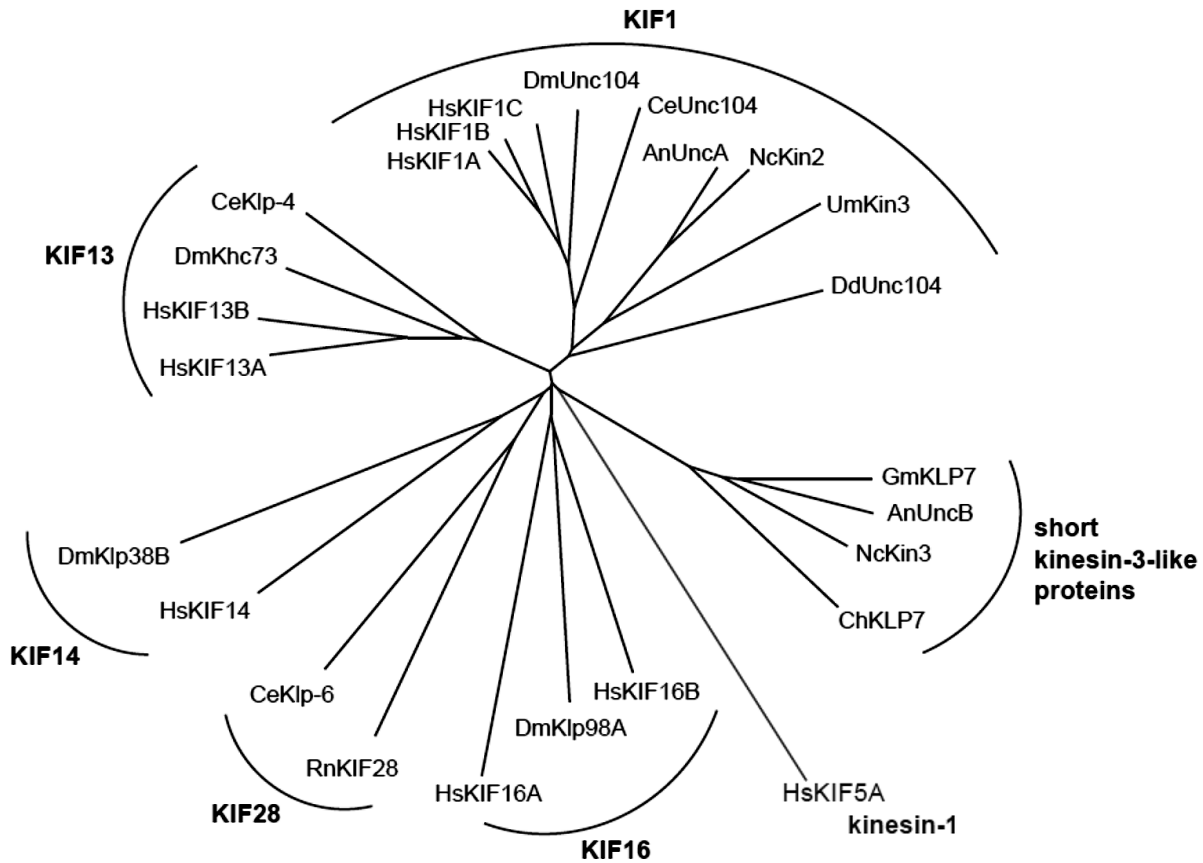 KIF1
DmUnc104
HsKIF1C
CeUnc104
HsKIF1B
HsKIF1A
AnUncA
NcKin2
CeKlp-4
UmKin3
KIF13
DmKhc73
DdUnc104
HsKIF13B
HsKIF13A
GmKLP7
AnUncB
short
kinesin-3-like
proteins
NcKin3
DmKlp38B
HsKIF14
ChKLP7
KIF14
CeKlp-6
HsKIF16B
DmKlp98A
RnKIF28
HsKIF16A
HsKIF5A
kinesin-1
KIF28
KIF16